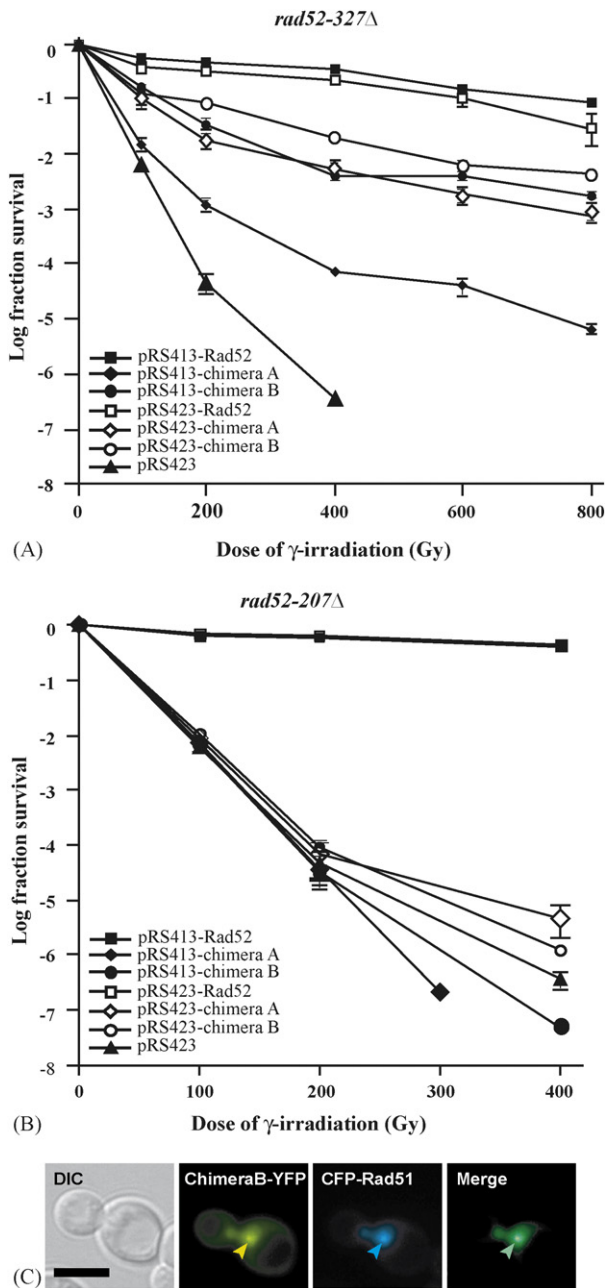 rad52-327Δ
0
-1
-2
-3
-4
-5
-6
-7
-8
Log fraction survival
pRS413-Rad52
pRS413-chimera A
pRS413-chimera B
pRS423-Rad52
pRS423-chimera A
pRS423-chimera B
pRS423
0 200 400 600 800
(A) Dose of γ-irradiation (Gy)
rad52-207Δ
0
-1
-2
-3
-4
-5
-6
-7
-8
Log fraction survival
pRS413-Rad52
pRS413-chimera A
pRS413-chimera B
pRS423-Rad52
pRS423-chimera A
pRS423-chimera B
pRS423
0 100 200 300 400
(B) Dose of γ-irradiation (Gy)
DIC ChimeraB-YFP CFP-Rad51 Merge
(C)